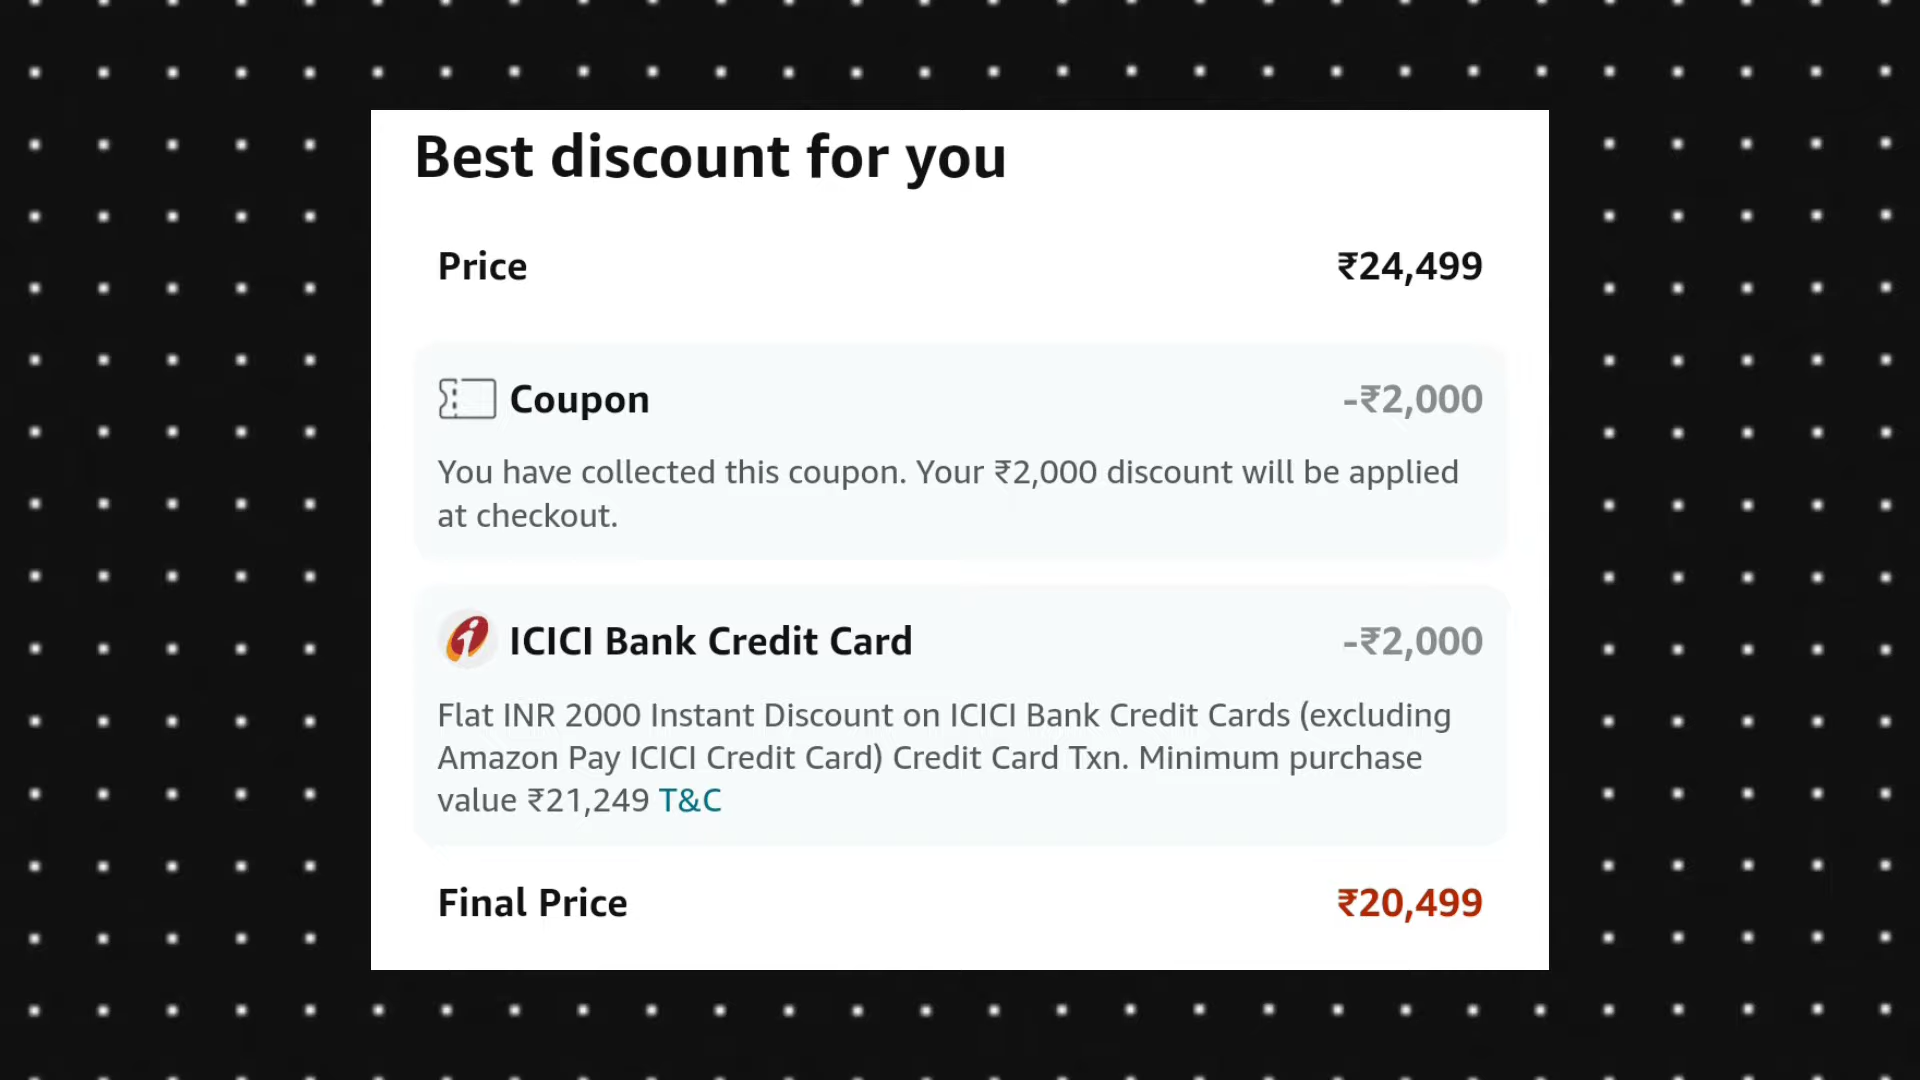 Best discount for you
Price ₹24,499
Coupon -₹2,000
You have collected this coupon. Your ₹2,000 discount will be applied
at checkout.
ICICI Bank Credit Card -₹2,000
Flat INR 2000 Instant Discount on ICICI Bank Credit Cards (excluding
Amazon Pay ICICI Credit Card) Credit Card Txn. Minimum purchase
value ₹21,249 T&C
Final Price ₹20,499